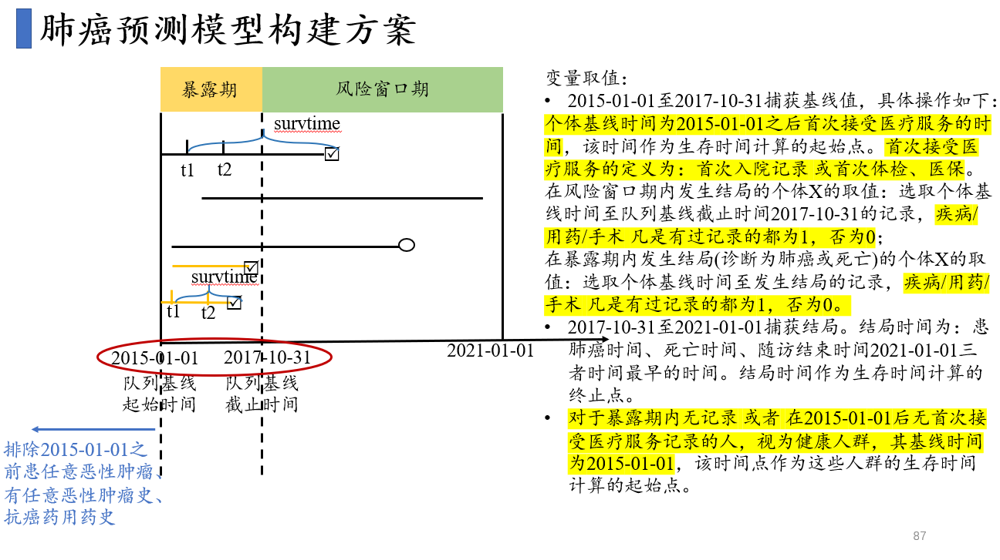 肺癌预测模型构建方案
暴露期
风险窗口期
survtime
t1
t2
survtime
t1
t2
2015-01-01
2017-10-31
2021-01-01
队列基线
起始时间
队列基线
截止时间
排除2015-01-01之
前患任意恶性肿瘤、
有任意恶性肿瘤史、
抗癌药用药史
变量取值：
• 2015-01-01至2017-10-31捕获基线值，具体操作如下：
个体基线时间为2015-01-01之后首次接受医疗服务的时
间，该时间作为生存时间计算的起始点。首次接受医
疗服务的定义为：首次入院记录 或首次体检、医保。
在风险窗口期内发生结局的个体X的取值：选取个体基
线时间至队列基线截止时间2017-10-31的记录，疾病/
用药/手术 凡是有过记录的都为1，否为0；
在暴露期内发生结局(诊断为肺癌或死亡)的个体X的取
值：选取个体基线时间至发生结局的记录，疾病/用药/
手术 凡是有过记录的都为1，否为0。
• 2017-10-31至2021-01-01捕获结局。结局时间为：患
肺癌时间、死亡时间、随访结束时间2021-01-01三
者时间最早的时间。结局时间作为生存时间计算的
终止点。
• 对于暴露期内无记录 或者 在2015-01-01后无首次接
受医疗服务记录的人，视为健康人群，其基线时间
为2015-01-01，该时间点作为这些人群的生存时间
计算的起始点。
87